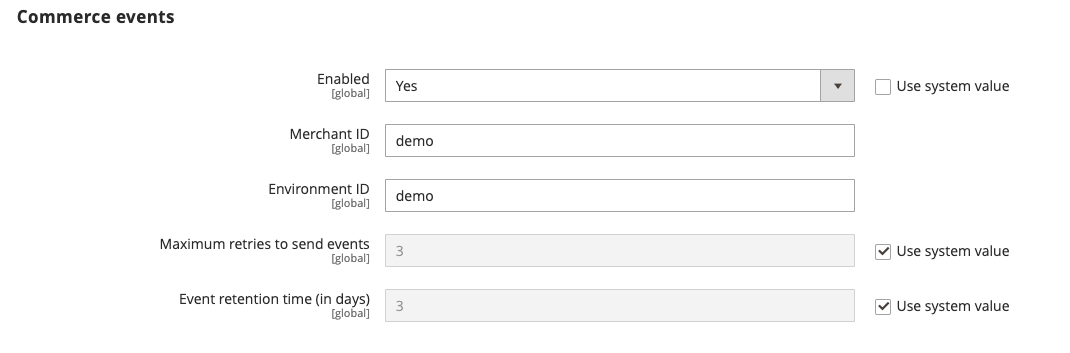 Commerce events
Enabled
[global]
Yes
Use system value
Merchant ID
[global]
demo
Environment ID
[global]
demo
Maximum retries to send events
[global]
3
Use system value
Event retention time (in days)
[global]
3
Use system value